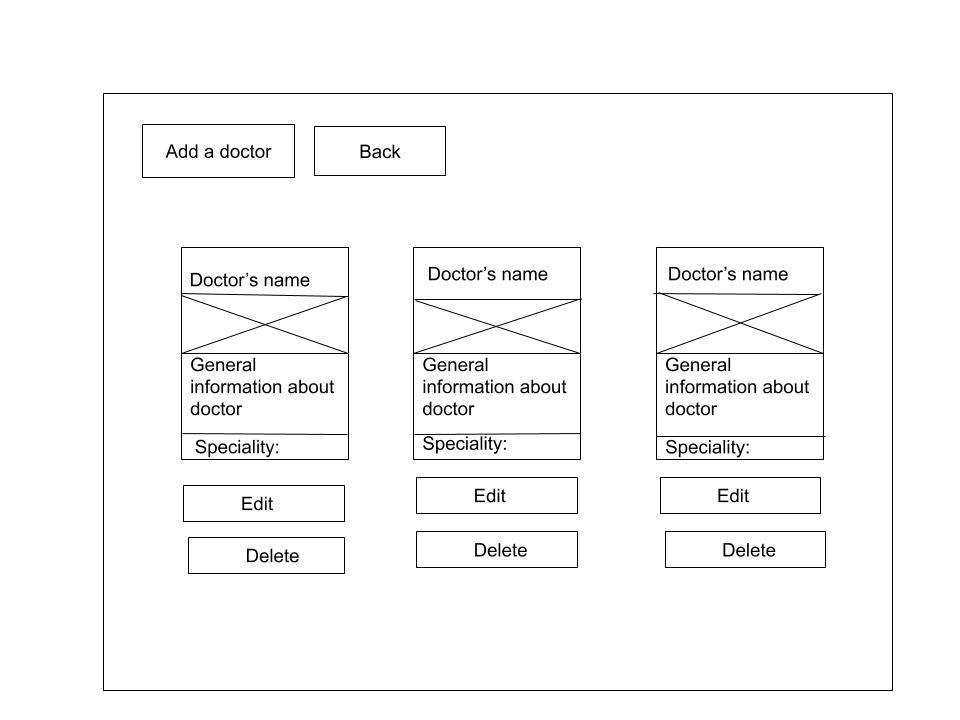 Add a doctor
Back
Doctor’s name
General
information about
doctor
Speciality:
Edit
Delete
Doctor’s name
General
information about
doctor
Speciality:
Edit
Delete
Doctor’s name
General
information about
doctor
Speciality:
Edit
Delete